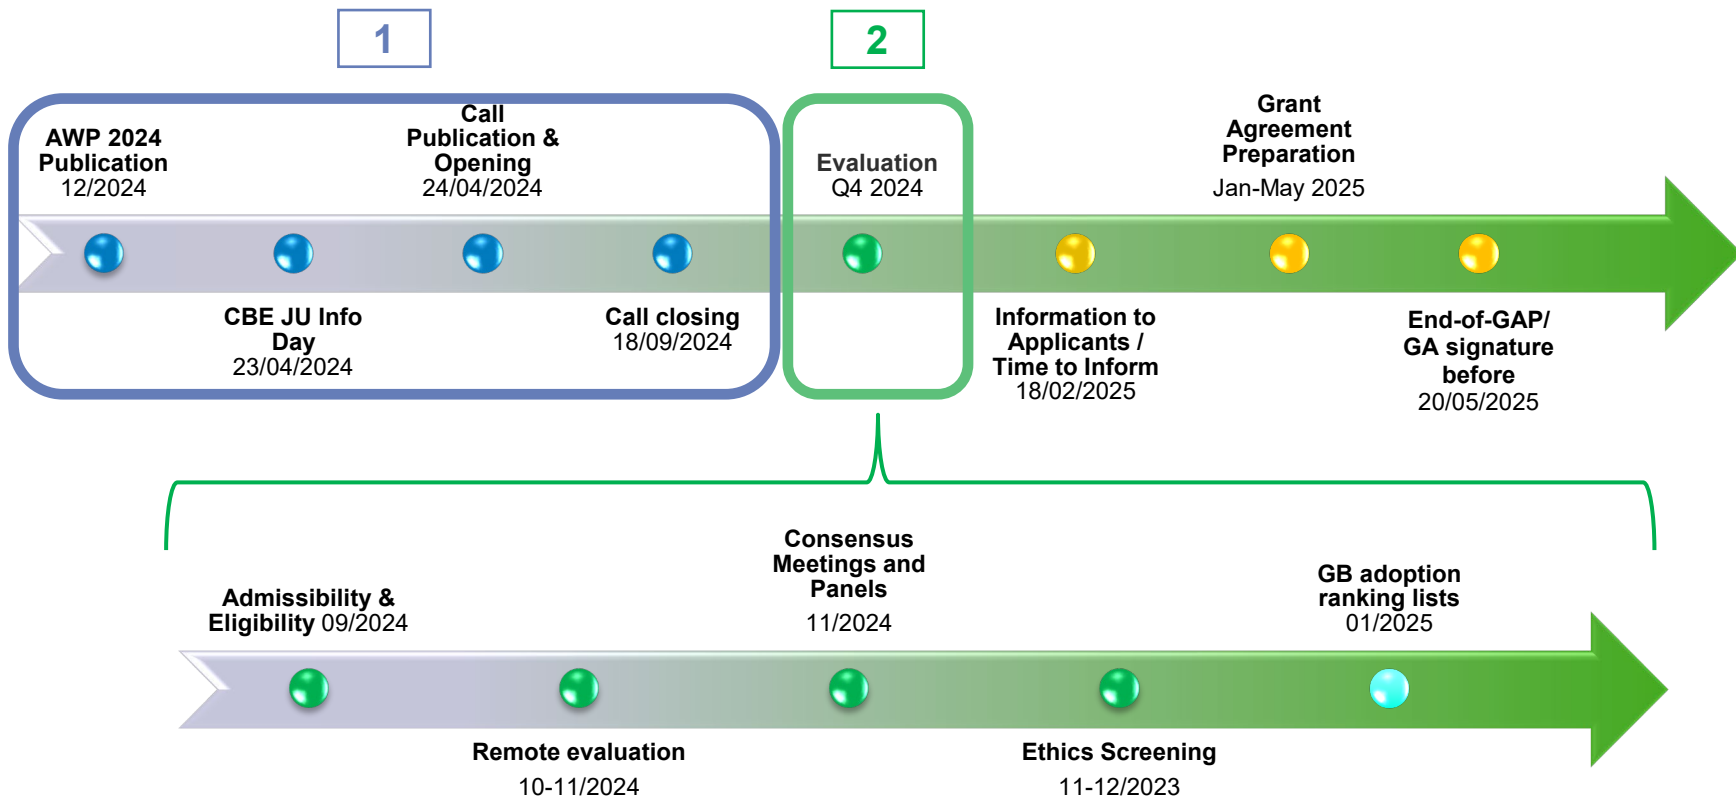 1
2
AWP 2024
Publication
12/2024
CBE JU Info
Day
23/04/2024
Call
Publication &
Opening
24/04/2024
Call closing
18/09/2024
Evaluation
Q4 2024
Information to
Applicants /
Time to Inform
18/02/2025
Grant
Agreement
Preparation
Jan-May 2025
End-of-GAP/
GA signature
before
20/05/2025
Admissibility &
Eligibility 09/2024
Remote evaluation
10-11/2024
Consensus
Meetings and
Panels
11/2024
Ethics Screening
11-12/2023
GB adoption
ranking lists
01/2025